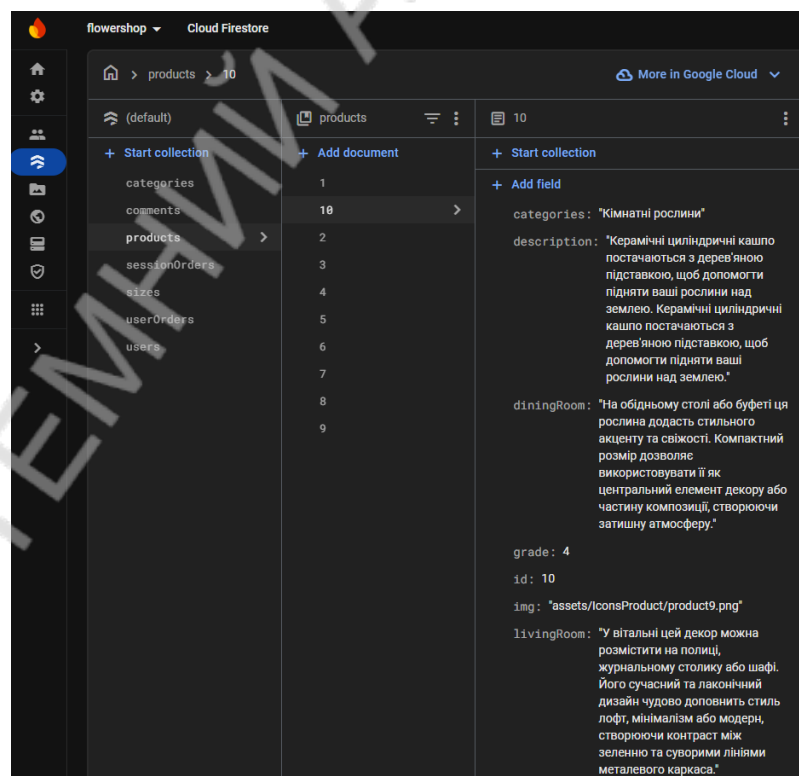 flowershop Cloud Firestore
products 10
More in Google Cloud
(default)
+ Start collection
categories
comments
products
sessionOrders
sizes
userOrders
users
products
+ Add document
1
10
2
3
4
5
6
7
8
9
10
+ Start collection
+ Add field
categories: "Кімнатні рослини"
description: "Керамічні циліндричні кашпо
постачаються з дерев'яною
підставкою, щоб допомогти
підняти ваші рослини над
землею. Керамічні циліндричні
кашпо постачаються з
дерев'яною підставкою, щоб
допомогти підняти ваші
рослини над землею."
diningRoom: "На обідньому столі або буфеті ця
рослина додасть стильного
акценту та свіжості. Компактний
розмір дозволяє
використовувати її як
центральний елемент декору або
частину композиції, створюючи
затишну атмосферу."
grade: 4
id: 10
img: "assets/IconsProduct/product9.png"
livingRoom: "У вітальні цей декор можна
розмістити на полиці,
журнальному столику або шафі.
Його сучасний та лаконічний
дизайн чудово доповнить стиль
лофт, мінімалізм або модерн,
створюючи контраст між
зеленню та суворими лініями
металевого каркаса."